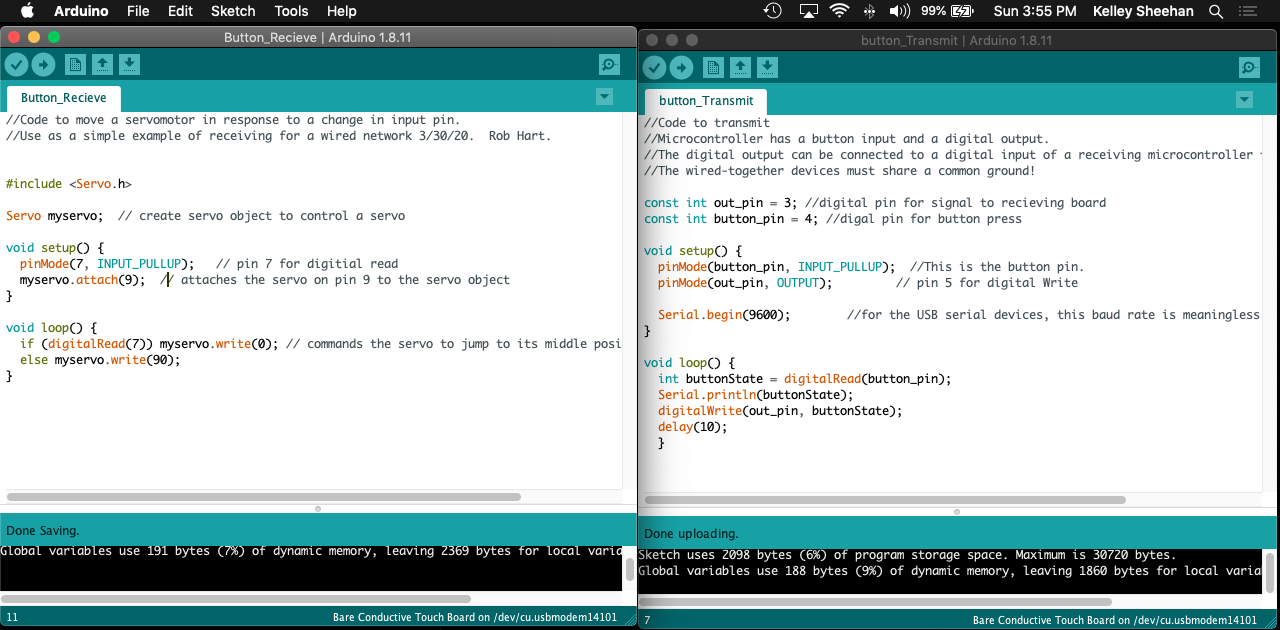 Arduino File Edit Sketch Tools Help 99% Sun 3:55 PM Kelley Sheehan
Button_Recieve | Arduino 1.8.11
Button_Recieve
//Code to move a servomotor in response to a change in input pin.
//Use as a simple example of receiving for a wired network 3/30/20.  Rob Hart.
#include <Servo.h>
Servo myservo;  // create servo object to control a servo
void setup() {
  pinMode(7, INPUT_PULLUP);   // pin 7 for digitial read
  myservo.attach(9);  // attaches the servo on pin 9 to the servo object
}
void loop() {
  if (digitalRead(7)) myservo.write(0); // commands the servo to jump to its middle posi
  else myservo.write(90);
}
Done Saving.
Global variables use 191 bytes (7%) of dynamic memory, leaving 2369 bytes for local varia
11 Bare Conductive Touch Board on /dev/cu.usbmodem14101
button_Transmit | Arduino 1.8.11
button_Transmit
//Code to transmit
//Microcontroller has a button input and a digital output.
//The digital output can be connected to a digital input of a receiving microcontroller
//The wired-together devices must share a common ground!
const int out_pin = 3; //digital pin for signal to recieving board
const int button_pin = 4; //digal pin for button press
void setup() {
  pinMode(button_pin, INPUT_PULLUP);  //This is the button pin.
  pinMode(out_pin, OUTPUT);         // pin 5 for digital Write
  Serial.begin(9600);        //for the USB serial devices, this baud rate is meaningless
}
void loop() {
  int buttonState = digitalRead(button_pin);
  Serial.println(buttonState);
  digitalWrite(out_pin, buttonState);
  delay(10);
  }
Done uploading.
Sketch uses 2098 bytes (6%) of program storage space. Maximum is 30720 bytes.
Global variables use 188 bytes (9%) of dynamic memory, leaving 1860 bytes for local varia
7 Bare Conductive Touch Board on /dev/cu.usbmodem14101